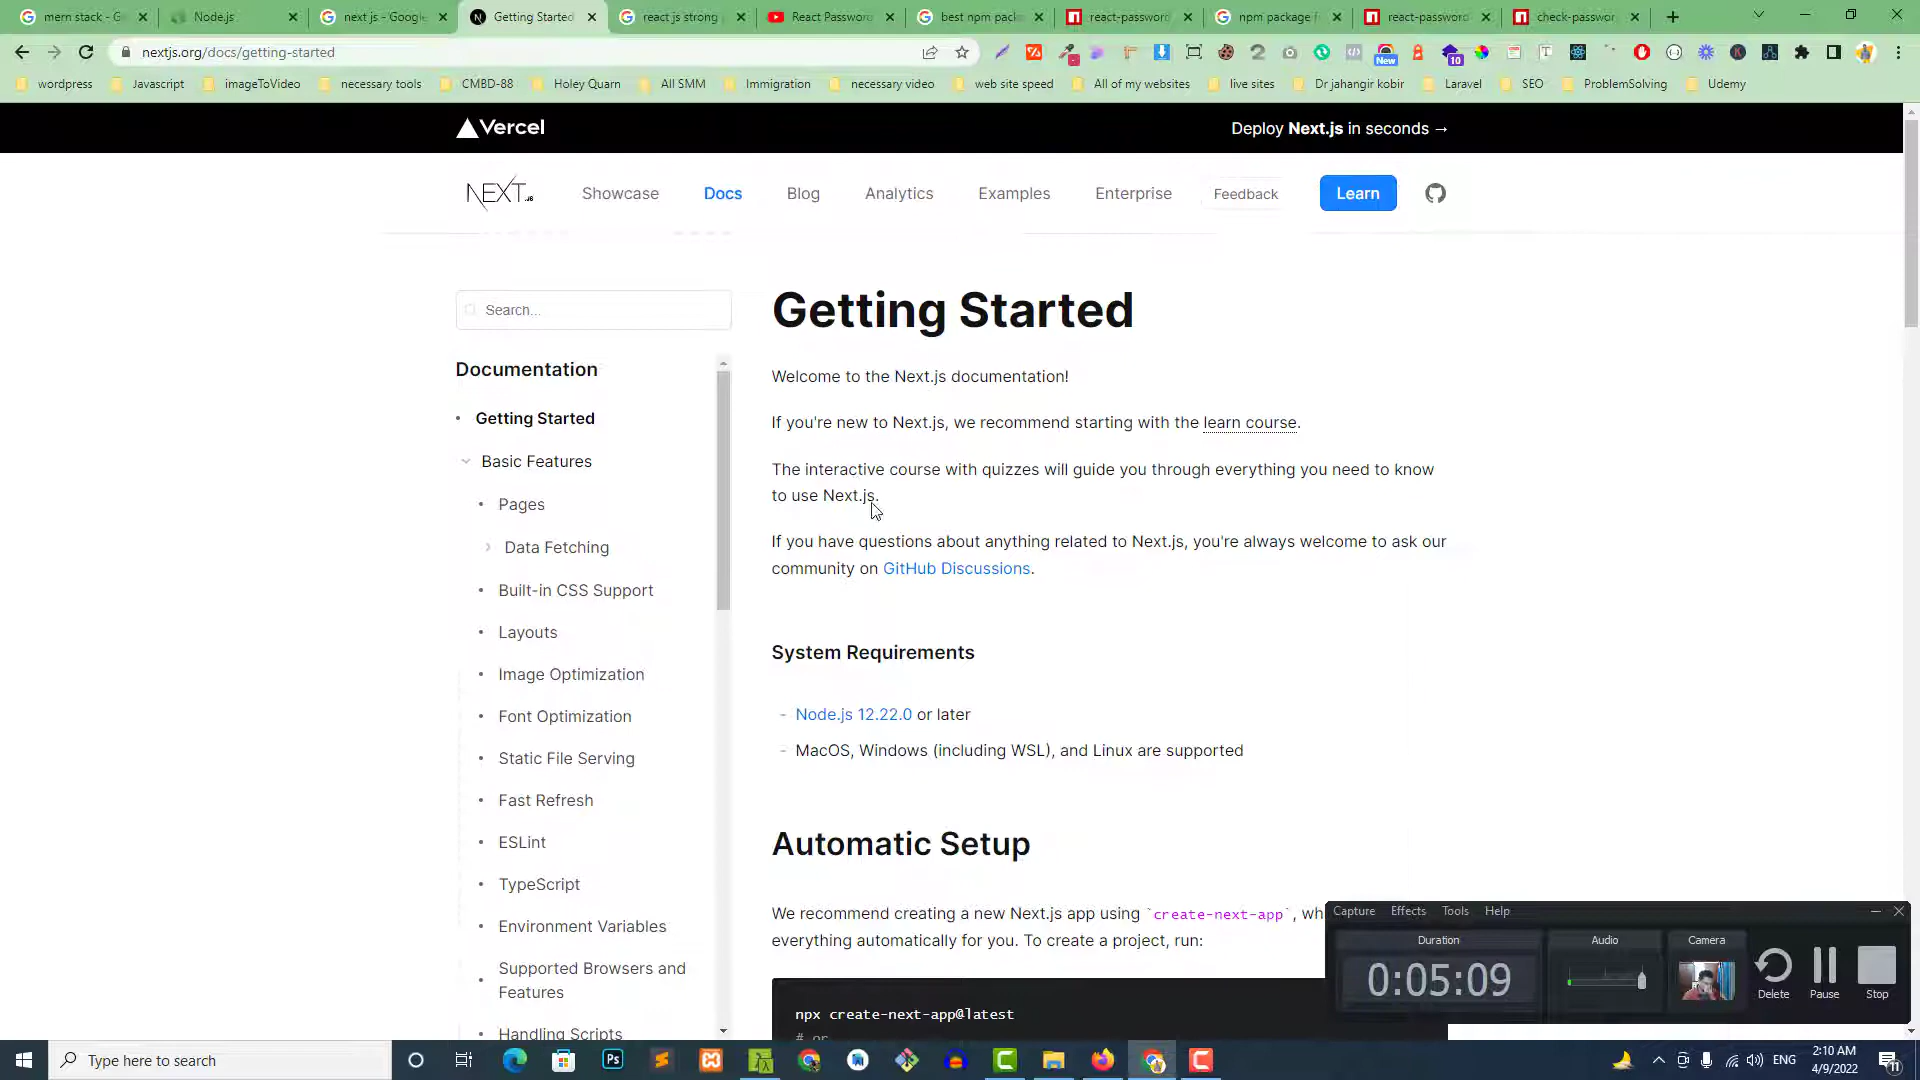 mern stack - G
Node.js
next js - Google
Getting Started
react js strong
React Password
best npm pack
react-password
npm package f
react-password
check-passwor
nextjs.org/docs/getting-started
New
10
wordpress
Javascript
imageToVideo
necessary tools
CMBD-88
Holey Quarn
All SMM
Immigration
necessary video
web site speed
All of my websites
live sites
Dr jahangir kobir
Laravel
SEO
ProblemSolving
Udemy
Vercel
Deploy Next.js in seconds →
NEXT.JS
Showcase
Docs
Blog
Analytics
Examples
Enterprise
Feedback
Learn
Search...
Documentation
Getting Started
Basic Features
Pages
Data Fetching
Built-in CSS Support
Layouts
Image Optimization
Font Optimization
Static File Serving
Fast Refresh
ESLint
TypeScript
Environment Variables
Supported Browsers and
Features
Handling Scripts
Getting Started
Welcome to the Next.js documentation!
If you're new to Next.js, we recommend starting with the learn course.
The interactive course with quizzes will guide you through everything you need to know
to use Next.js.
If you have questions about anything related to Next.js, you're always welcome to ask our
community on GitHub Discussions.
System Requirements
- Node.js 12.22.0 or later
- MacOS, Windows (including WSL), and Linux are supported
Automatic Setup
We recommend creating a new Next.js app using `create-next-app`, wh
everything automatically for you. To create a project, run:
npx create-next-app@latest
# or
Capture
Effects
Tools
Help
Duration
Audio
Camera
0:05:09
Delete
Pause
Stop
Type here to search
Ps
ENG
2:10 AM
4/9/2022
11